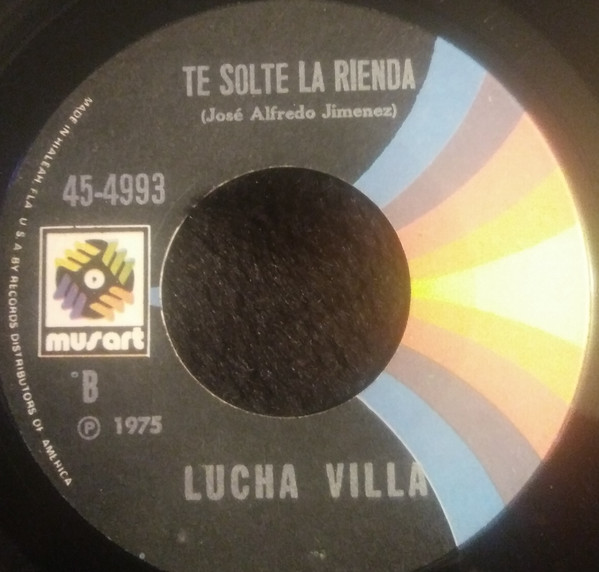 TE SOLTE LA RIENDA
(José Alfredo Jimenez)
45-4993
musart
B
℗ 1975
LUCHA VILLA
MADE IN HIALEAH FLA U S A BY RECORDS DISTRIBUTORS OF AMERICA